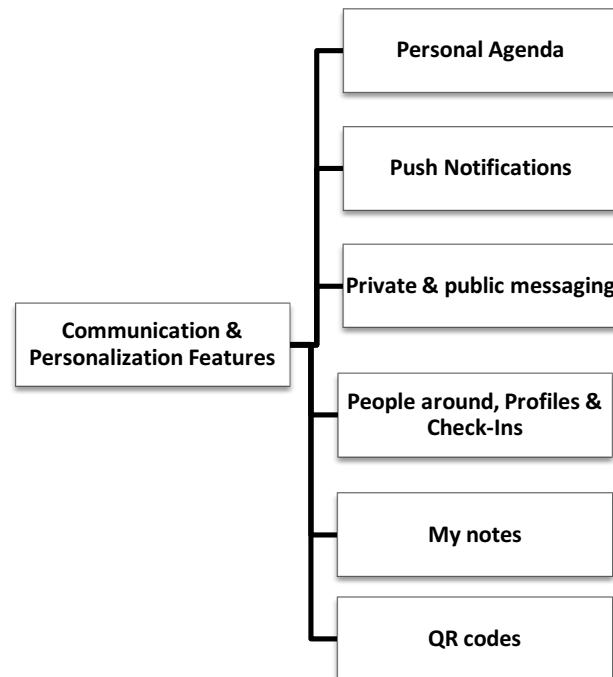 Personal Agenda
Push Notifications
Private & public messaging
Communication &
Personalization Features
People around, Profiles &
Check-Ins
My notes
QR codes